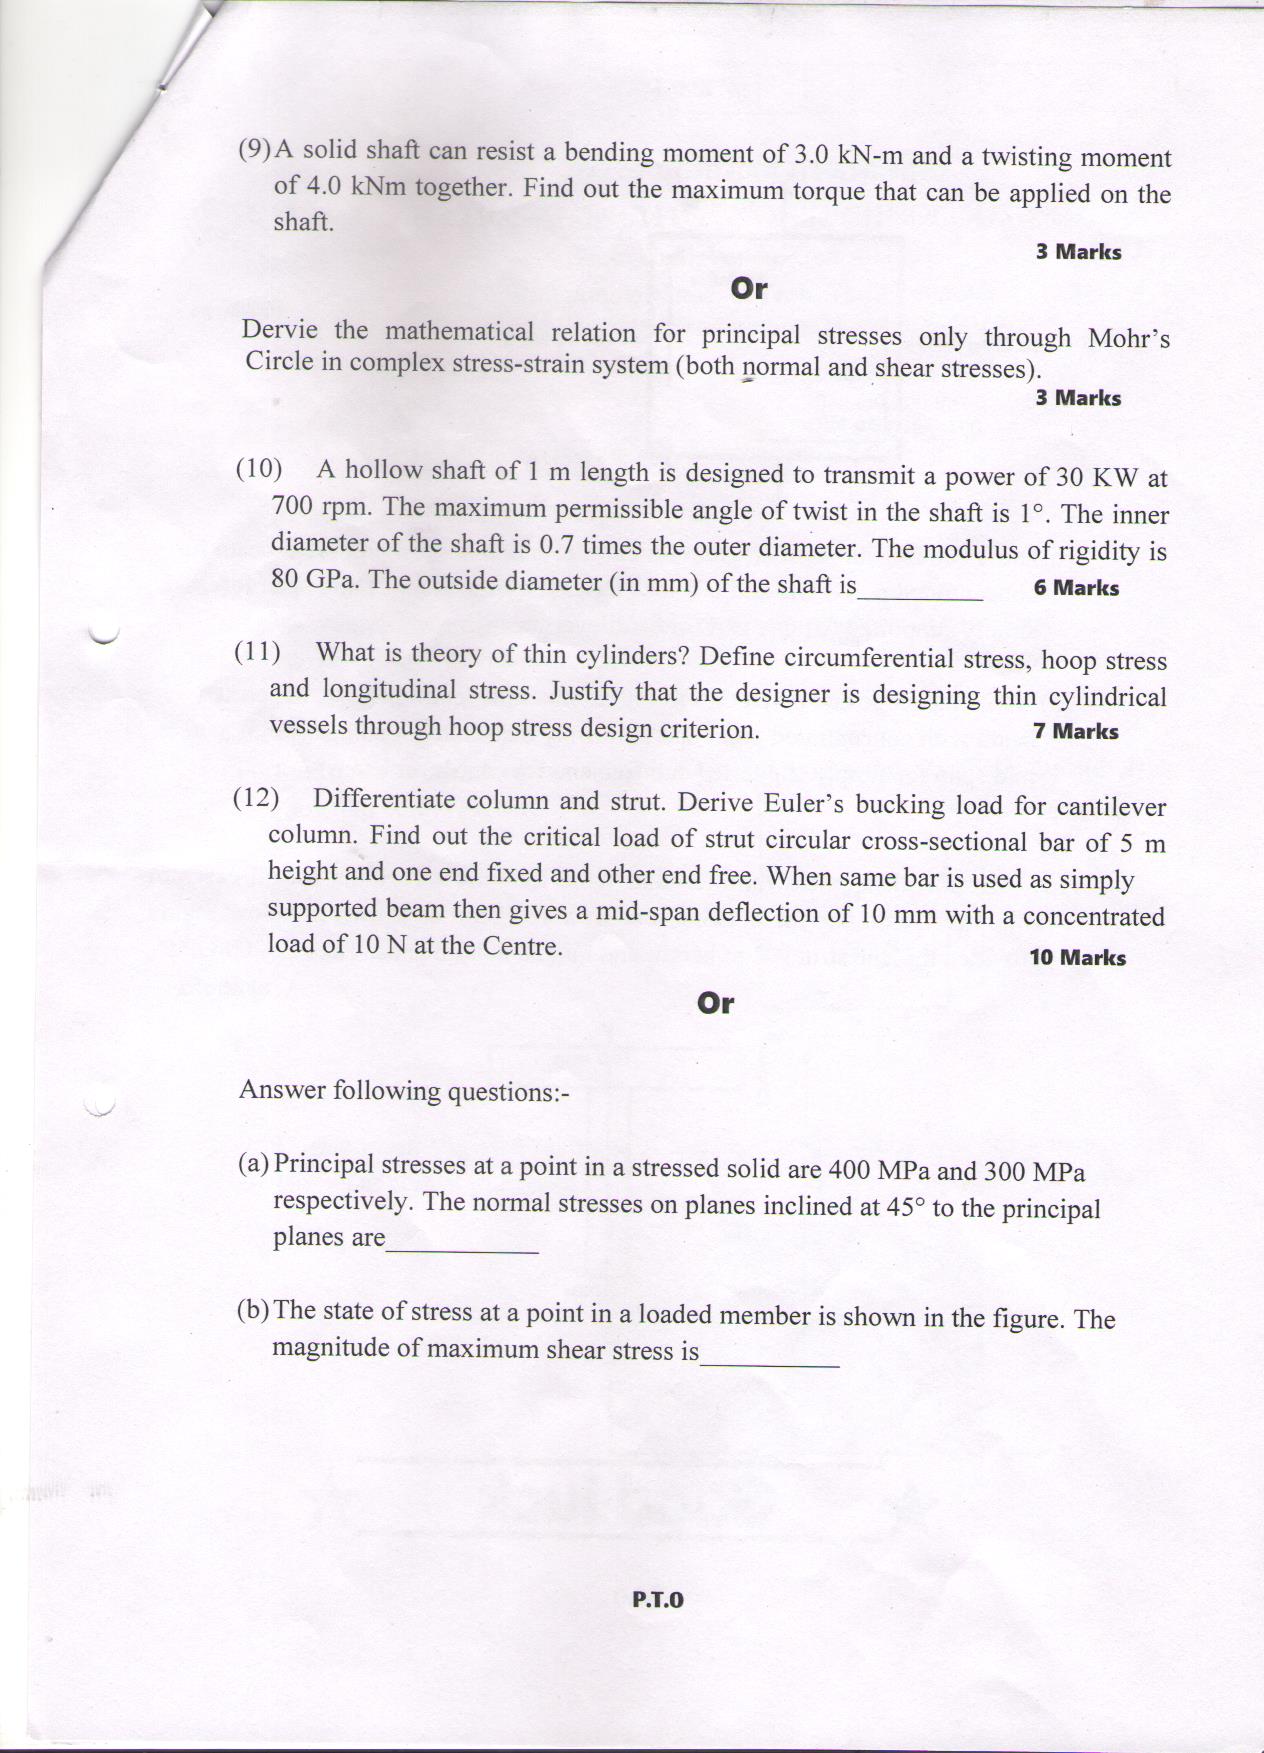 (9) A solid shaft can resist a bending moment of 3.0 kN-m and a twisting moment
of 4.0 kNm together. Find out the maximum torque that can be applied on the
shaft.
3 Marks
Or
Dervie the mathematical relation for principal stresses only through Mohr's
Circle in complex stress-strain system (both normal and shear stresses).
3 Marks
(10) A hollow shaft of 1 m length is designed to transmit a power of 30 KW at
700 rpm. The maximum permissible angle of twist in the shaft is 1°. The inner
diameter of the shaft is 0.7 times the outer diameter. The modulus of rigidity is
80 GPa. The outside diameter (in mm) of the shaft is__________ 6 Marks
(11) What is theory of thin cylinders? Define circumferential stress, hoop stress
and longitudinal stress. Justify that the designer is designing thin cylindrical
vessels through hoop stress design criterion. 7 Marks
(12) Differentiate column and strut. Derive Euler's bucking load for cantilever
column. Find out the critical load of strut circular cross-sectional bar of 5 m
height and one end fixed and other end free. When same bar is used as simply
supported beam then gives a mid-span deflection of 10 mm with a concentrated
load of 10 N at the Centre.
10 Marks
Or
Answer following questions:-
(a) Principal stresses at a point in a stressed solid are 400 MPa and 300 MPa
respectively. The normal stresses on planes inclined at 45° to the principal
planes are____________
(b) The state of stress at a point in a loaded member is shown in the figure. The
magnitude of maximum shear stress is___________
P.T.O